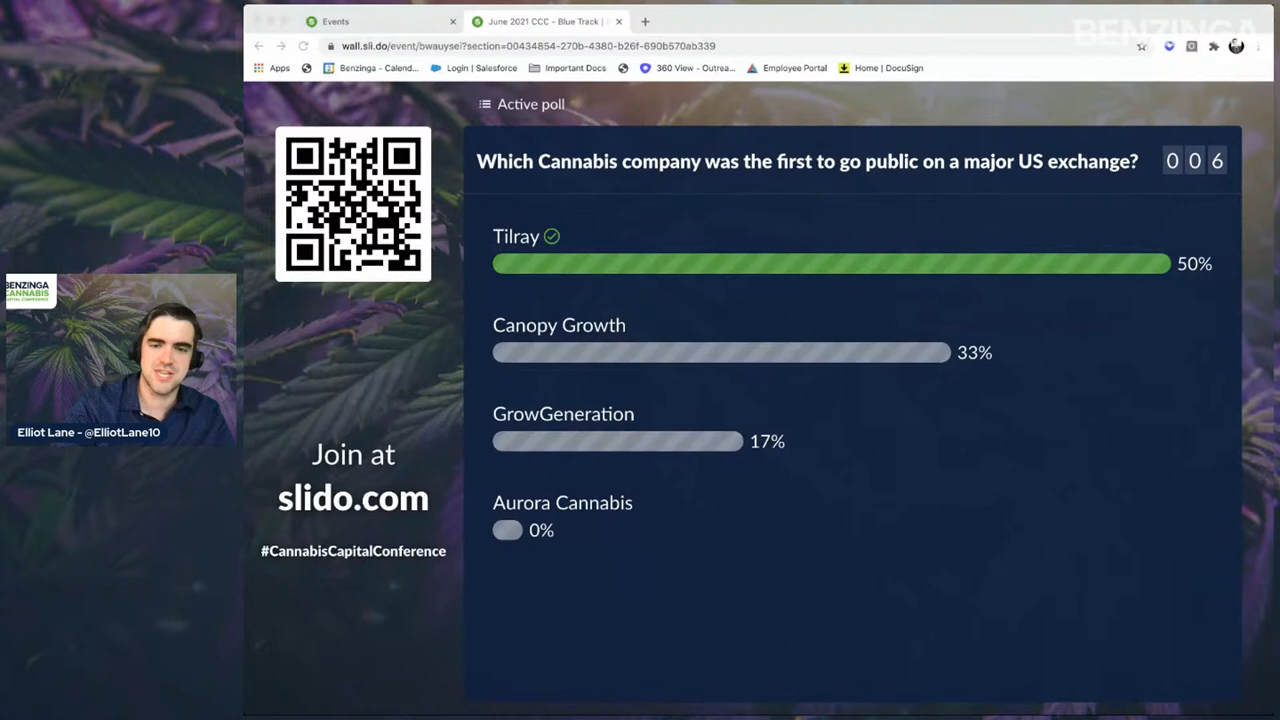 Events
June 2021 CCC - Blue Track |
BENZINGA
wall.sli.do/event/bwauysei?section=00434854-270b-4380-b26f-690b570ab339
Apps
Benzinga - Calend...
Login | Salesforce
Important Docs
360 View - Outrea...
Employee Portal
Home | DocuSign
Active poll
Which Cannabis company was the first to go public on a major US exchange?
0 0 6
Tilray
50%
Canopy Growth
33%
GrowGeneration
17%
Aurora Cannabis
0%
BENZINGA
CANNABIS
CAPITAL CONFERENCE
Elliot Lane - @ElliotLane10
Join at
slido.com
#CannabisCapitalConference